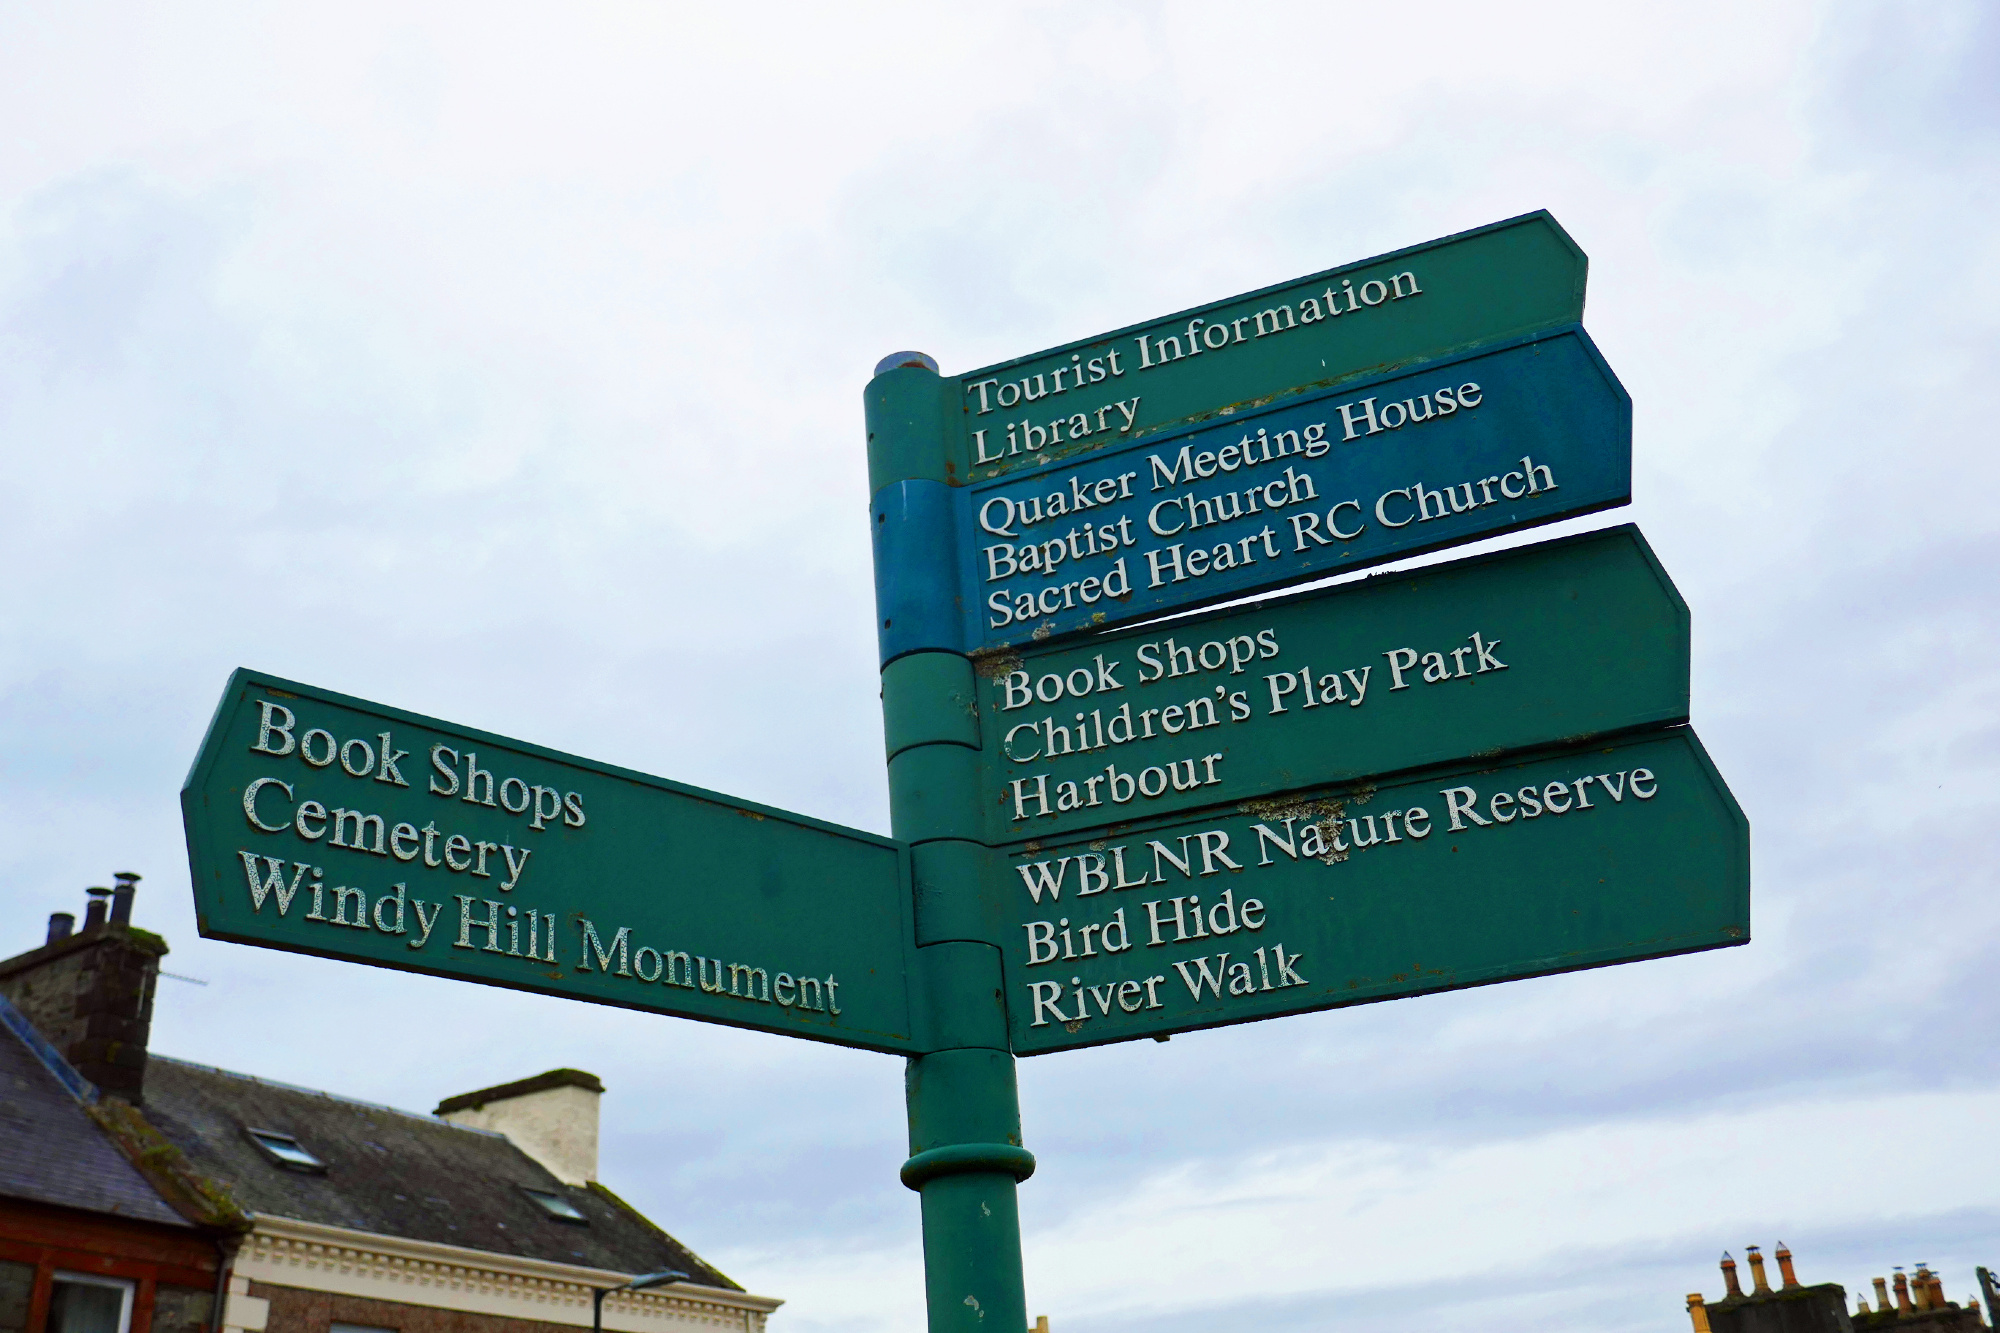 Tourist Information
Library
Quaker Meeting House
Baptist Church
Sacred Heart RC Church
Book Shops
Children's Play Park
Harbour
WBLNR Nature Reserve
Bird Hide
River Walk
Book Shops
Cemetery
Windy Hill Monument